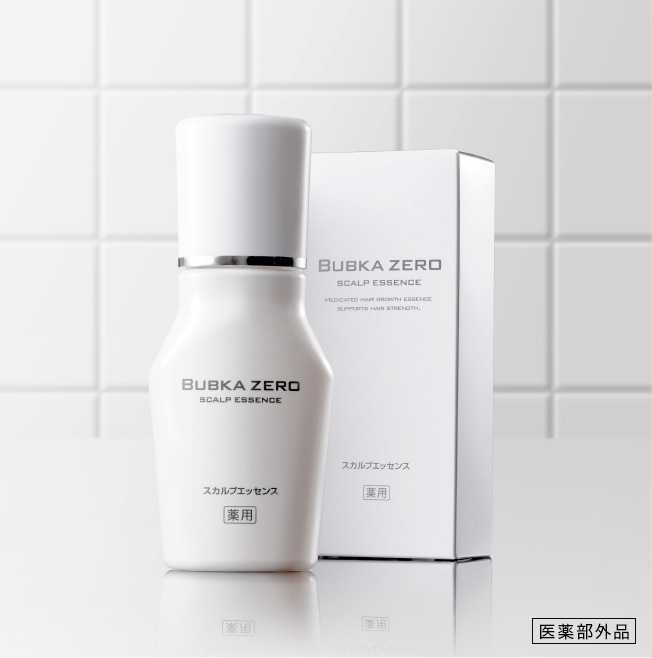 BUBKA ZERO
SCALP ESSENCE
スカルプエッセンス
薬用
BUBKA ZERO
SCALP ESSENCE
MEDICATED HAIR GROWTH ESSENCE
SUPPORTS HAIR STRENGTH.
スカルプエッセンス
薬用
医薬部外品